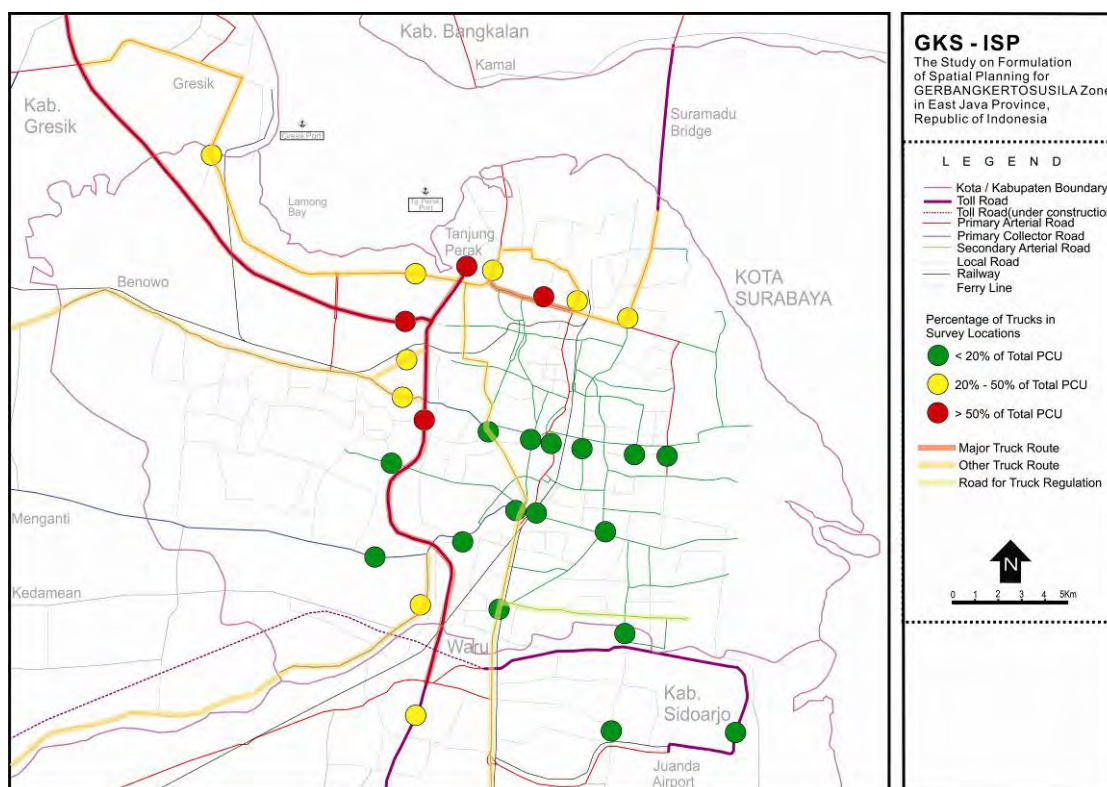 Kab. Bangkalan
Kamal
Gresik
Kab.
Gresik
Suramadu
Bridge
Gresik Port
Lamong
Bay
Tg. Perak
Port
Tanjung
Perak
KOTA
SURABAYA
Benowo
Menganti
Kedamean
Waru
Kab.
Sidoarjo
Juanda
Airport
GKS - ISP
The Study on Formulation
of Spatial Planning for
GERBANGKERTOSUSILA Zone
in East Java Province,
Republic of Indonesia
L E G E N D
Kota / Kabupaten Boundary
Toll Road
Toll Road(under construction
Primary Arterial Road
Primary Collector Road
Secondary Arterial Road
Local Road
Railway
Ferry Line
Percentage of Trucks in
Survey Locations
< 20% of Total PCU
20% - 50% of Total PCU
> 50% of Total PCU
Major Truck Route
Other Truck Route
Road for Truck Regulation
N
0 1 2 3 4 5Km